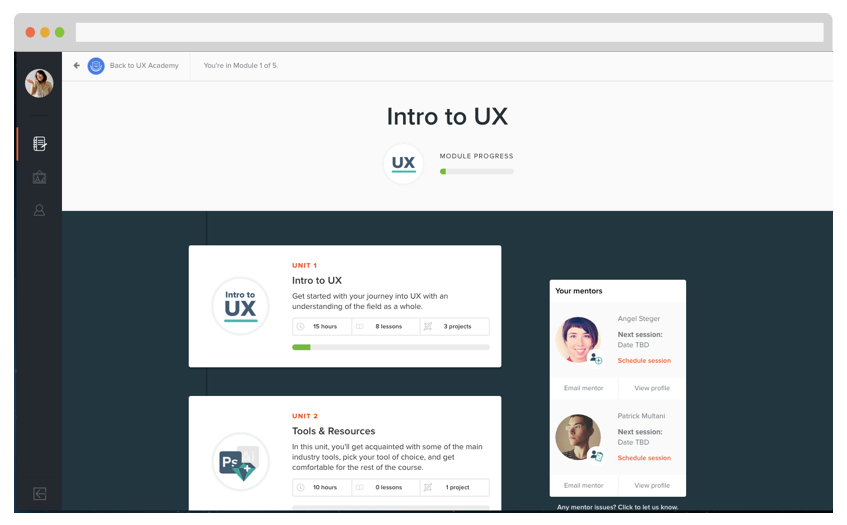 Back to UX Academy
You're in Module 1 of 5.
Intro to UX
UX
MODULE PROGRESS
UNIT 1
Intro to UX
Intro to
UX
Get started with your journey into UX with an
understanding of the field as a whole.
15 hours
8 lessons
3 projects
UNIT 2
Tools & Resources
Ps
In this unit, you'll get acquainted with some of the main
industry tools, pick your tool of choice, and get
comfortable for the rest of the course.
10 hours
0 lessons
1 project
Your mentors
Angel Steger
Next session:
Date TBD
Schedule session
Email mentor
View profile
Patrick Multani
Next session:
Date TBD
Schedule session
Email mentor
View profile
Any mentor issues? Click to let us know.